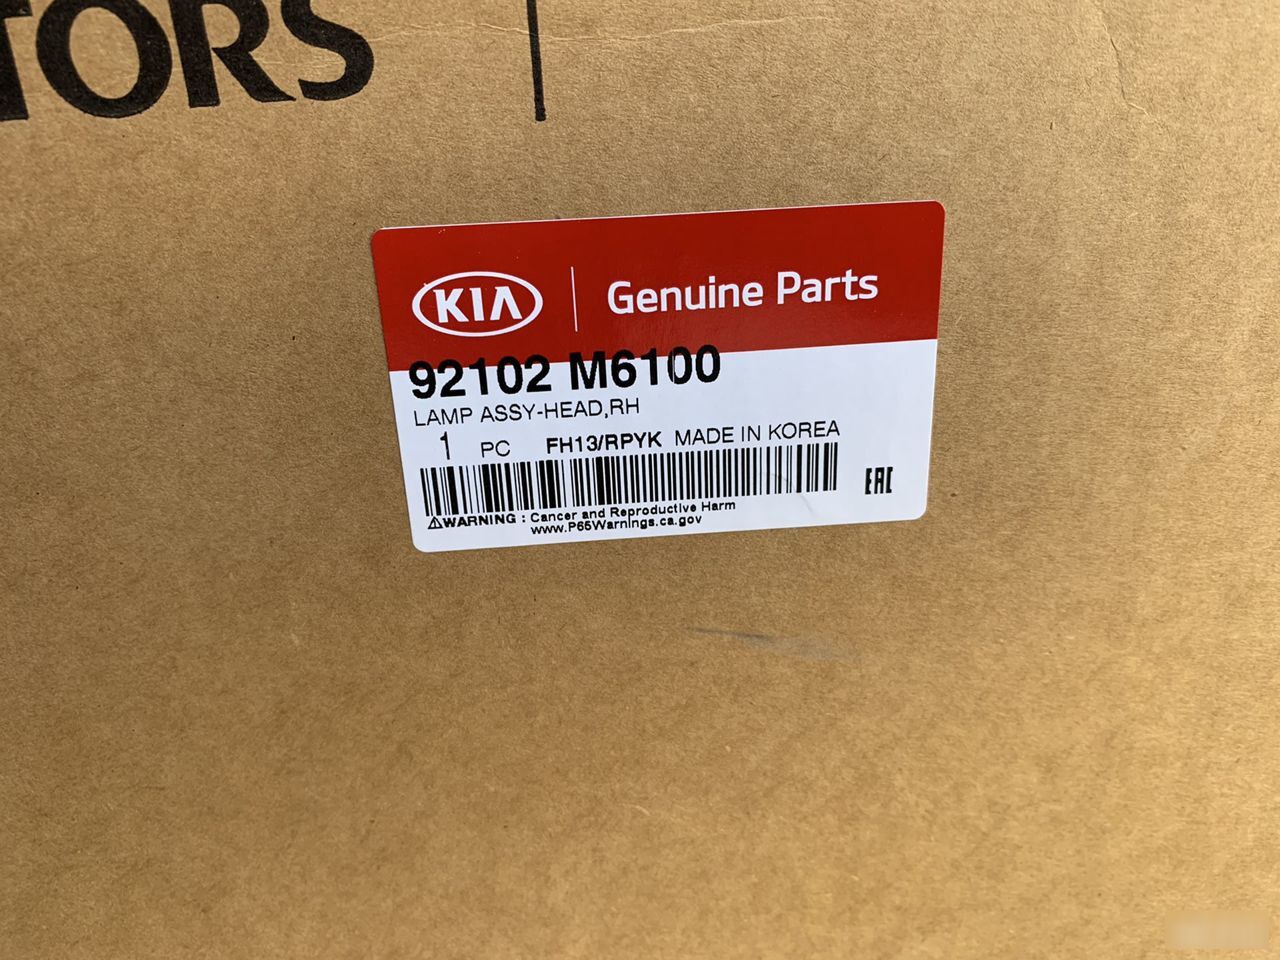 TORS
KIA | Genuine Parts
92102 M6100
LAMP ASSY-HEAD,RH
1 PC FH13/RPYK MADE IN KOREA
EAC
⚠WARNING : Cancer and Reproductive Harm
www.P65Warnings.ca.gov